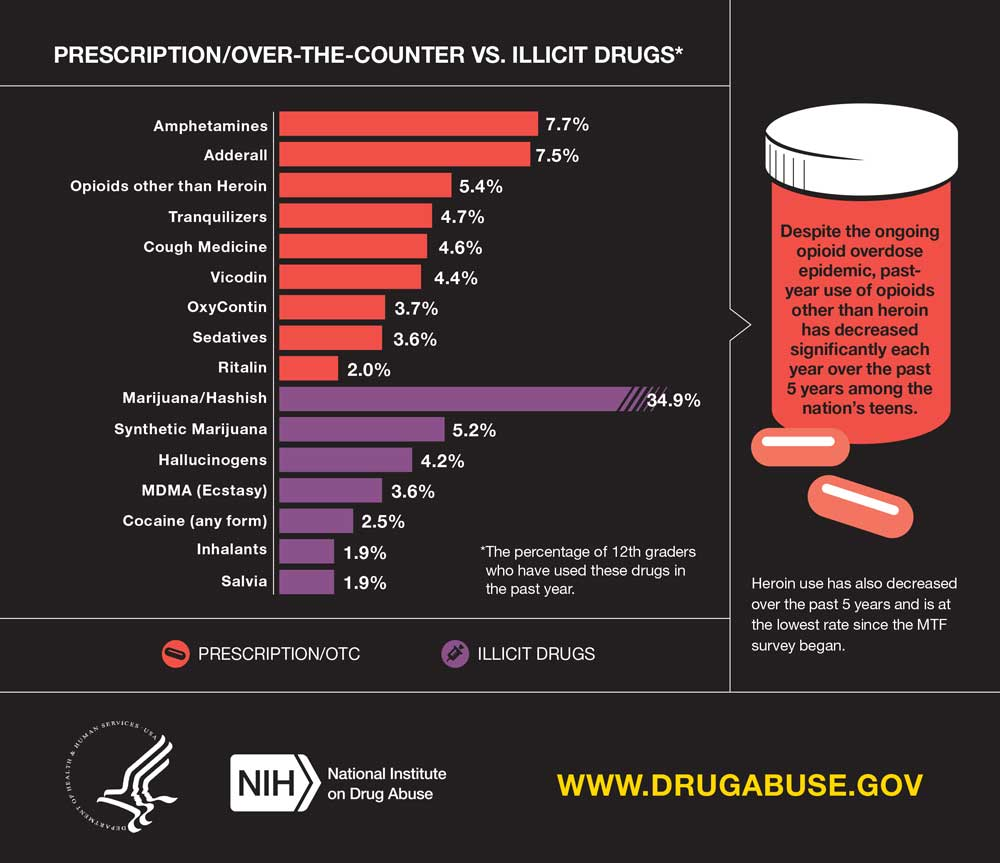 PRESCRIPTION/OVER-THE-COUNTER VS. ILLICIT DRUGS*
Amphetamines 7.7%
Adderall 7.5%
Opioids other than Heroin 5.4%
Tranquilizers 4.7%
Cough Medicine 4.6%
Vicodin 4.4%
OxyContin 3.7%
Sedatives 3.6%
Ritalin 2.0%
Marijuana/Hashish 34.9%
Synthetic Marijuana 5.2%
Hallucinogens 4.2%
MDMA (Ecstasy) 3.6%
Cocaine (any form) 2.5%
Inhalants 1.9%
Salvia 1.9%
*The percentage of 12th graders
who have used these drugs in
the past year.
PRESCRIPTION/OTC
ILLICIT DRUGS
Despite the ongoing
opioid overdose
epidemic, past-
year use of opioids
other than heroin
has decreased
significantly each
year over the past
5 years among the
nation's teens.
Heroin use has also decreased
over the past 5 years and is at
the lowest rate since the MTF
survey began.
DEPARTMENT OF HEALTH & HUMAN SERVICES · USA
NIH
National Institute
on Drug Abuse
WWW.DRUGABUSE.GOV